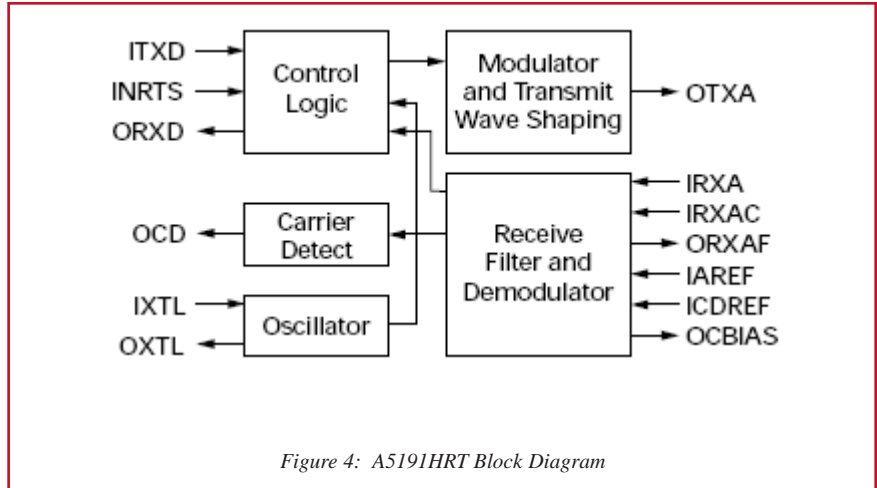 ITXD
INRTS
ORXD
Control
Logic
Modulator
and Transmit
Wave Shaping
OTXA
OCD
Carrier
Detect
IXTL
OXTL
Oscillator
Receive
Filter and
Demodulator
IRXA
IRXAC
ORXAF
IAREF
ICDREF
OCBIAS
Figure 4: A5191HRT Block Diagram